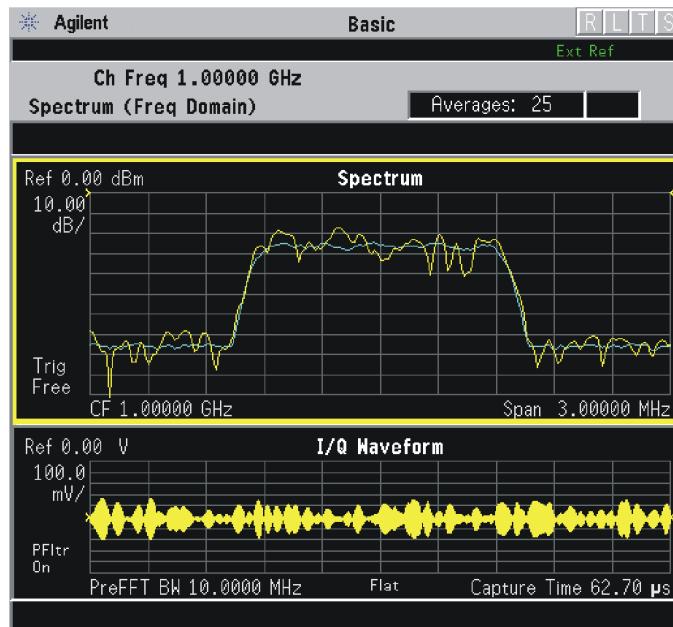 Agilent Basic R L T S
Ext Ref
Ch Freq 1.00000 GHz
Spectrum (Freq Domain) Averages: 25
Ref 0.00 dBm Spectrum
10.00
dB/
Trig
Free
CF 1.00000 GHz Span 3.00000 MHz
Ref 0.00 V I/Q Waveform
100.0
mV/
PFltr
On
PreFFT BW 10.0000 MHz Flat Capture Time 62.70 µs